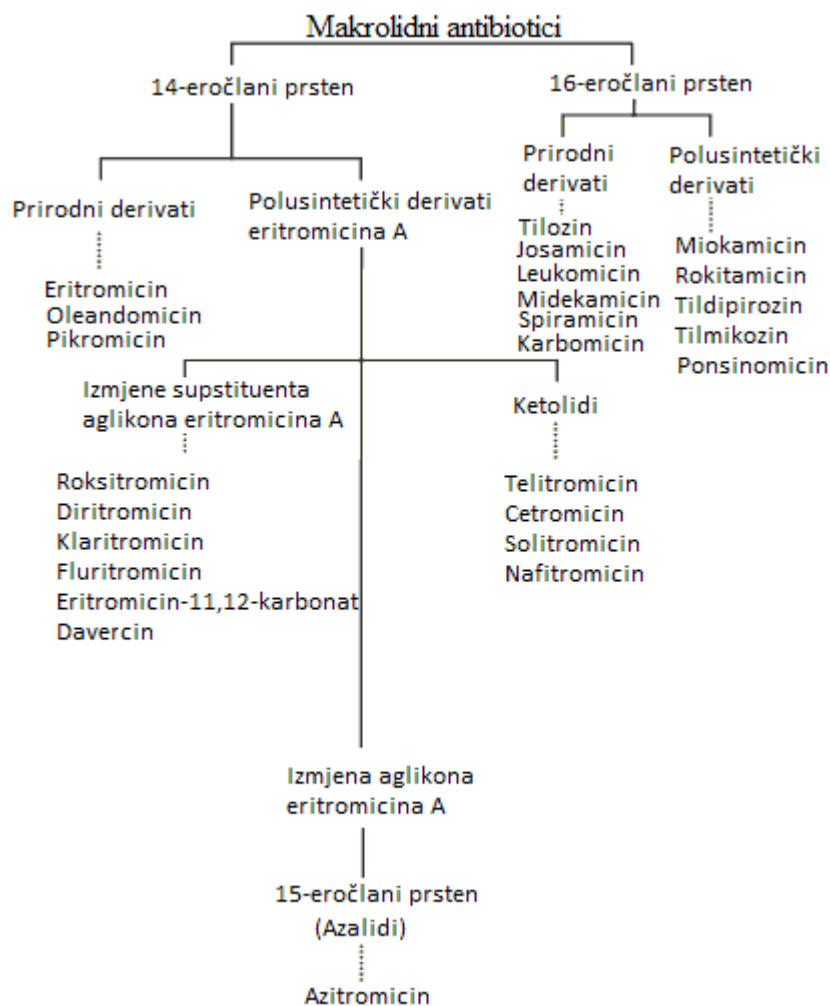 Makrolidni antibiotici
14-eročlani prsten
16-eročlani prsten
Prirodni derivati
Polusintetički derivati
eritromicina A
Prirodni
derivati
Polusintetički
derivati
Eritromicin
Oleandomicin
Pikromicin
Tilozin
Josamicin
Leukomicin
Midekamicin
Spiramicin
Karbomicin
Miokamicin
Rokitamicin
Tildipirozin
Tilmikozin
Ponsinomicin
Izmjene supstituenta
aglikona eritromicina A
Ketolidi
Roksitromicin
Diritromicin
Klaritromicin
Fluritromicin
Eritromicin-11,12-karbonat
Davercin
Telitromicin
Cetromicin
Solitromicin
Nafitromicin
Izmjena aglikona
eritromicina A
15-eročlani prsten
(Azalidi)
Azitromicin